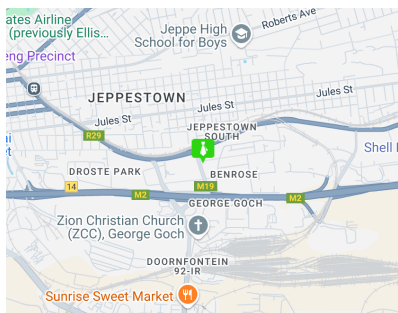 ates Airline
(previously Ellis...
eng Precinct
Roberts Ave
Jeppe High
School for Boys
JEPPESTOWN
Jules St
Jules St
R29
JEPPESTOWN
SOUTH
Shell
DROSTE PARK
BENROSE
14
M2
M19
M2
GEORGE GOCH
Zion Christian Church
(ZCC), George Goch
DOORNFONTEIN
92-IR
Sunrise Sweet Market